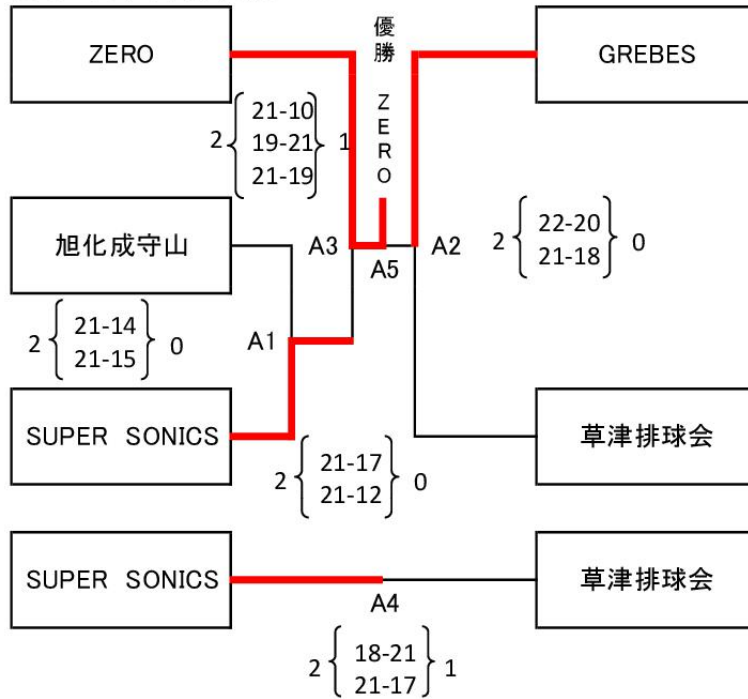 ZERO
優勝 ZERO
GREBES
21-10
2 19-21 1
21-19
旭化成守山
A3
A5
A2
22-20
2 21-18 0
21-14
2 21-15 0
A1
SUPER SONICS
21-17
2 21-12 0
草津排球会
SUPER SONICS
A4
草津排球会
18-21
2 21-17 1